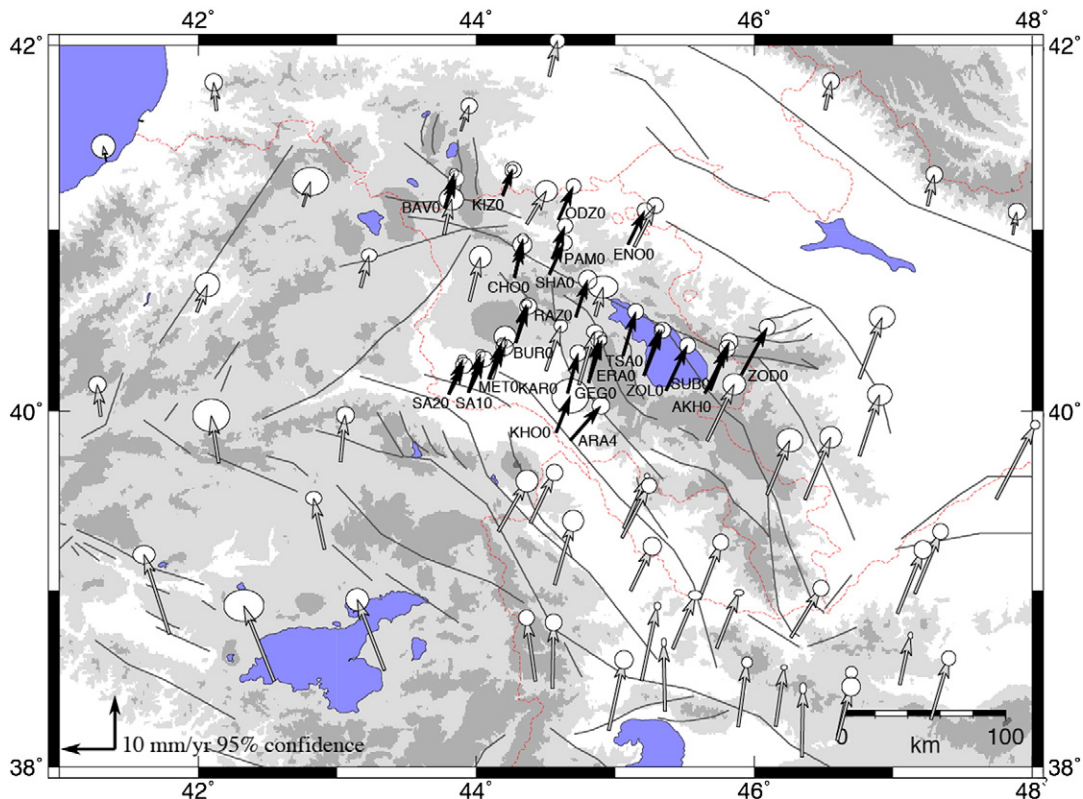 42° 44° 46° 48°
42° 42°
BAV0 KIZ0
ODZ0
ENO0
PAM0
SHA0
CHO0
RAZ0
BUR0
TSA0
ERA0
ZOD0
MET0 KAR0
SUB0
GEG0
ZOL0
SA20 SA10
AKH0
40° 40°
KHO0
ARA4
0 km 100
10 mm/yr 95% confidence
38° 38°
42° 44° 46° 48°